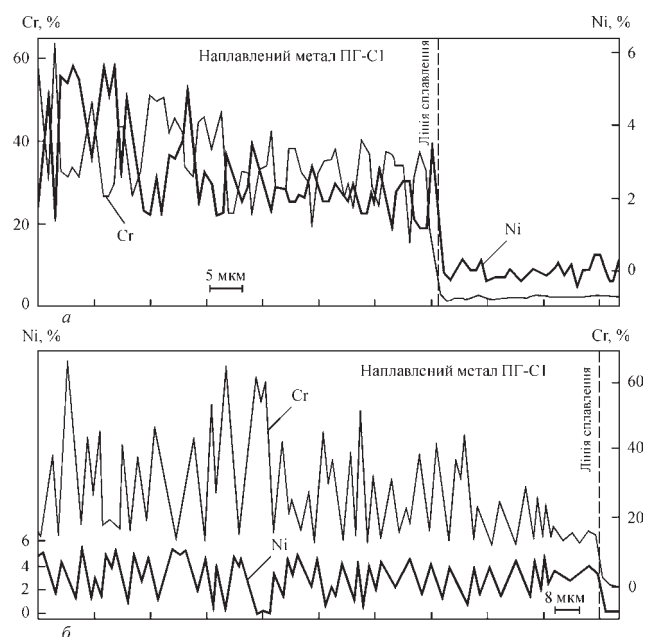 Cr, %
Ni, %
Наплавлений метал ПГ-С1
Лінія сплавлення
60
40
20
0
6
4
2
0
Cr
Ni
5 мкм
а
Ni, %
Cr, %
Наплавлений метал ПГ-С1
Лінія сплавлення
Cr
Ni
6
4
2
0
60
40
20
0
8 мкм
б